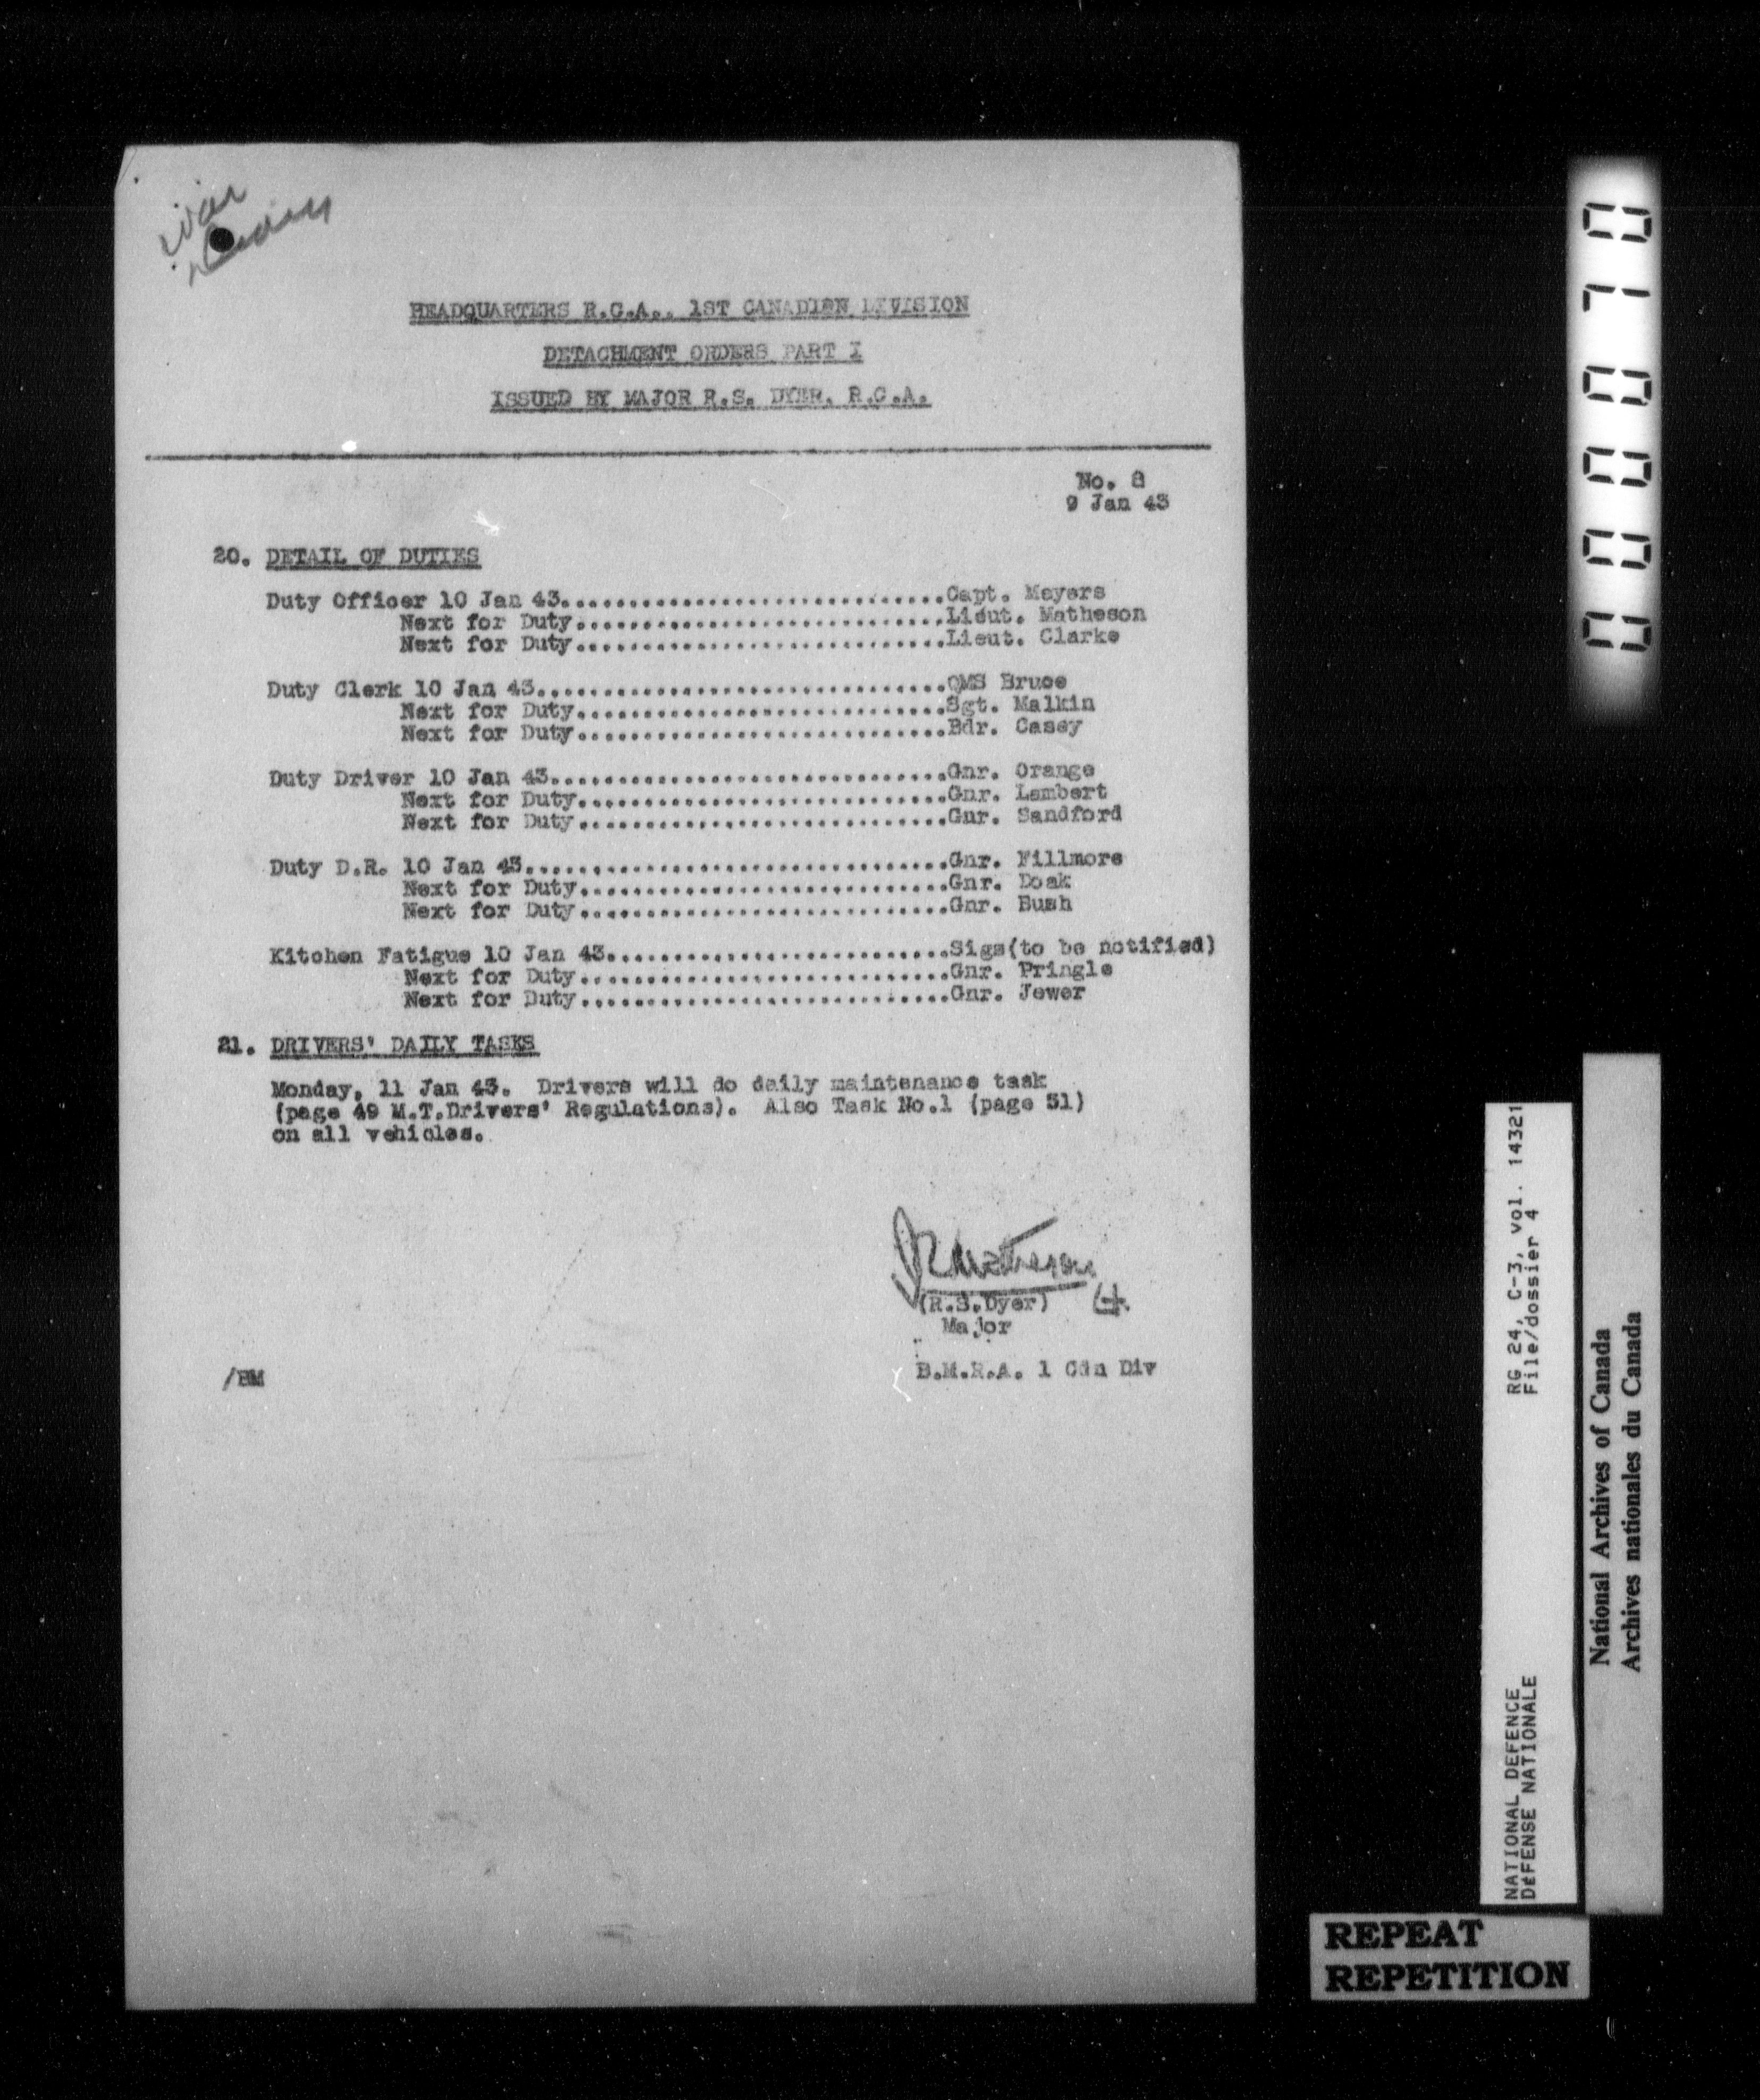 War
Diary
HEADQUARTERS R.C.A., 1ST CANADIAN DIVISION
DETACHMENT ORDERS PART I
ISSUED BY MAJOR R.S. DYER, R.C.A.
No. 8
9 Jan 43
20. DETAIL OF DUTIES
Duty Officer 10 Jan 43..............................Capt. Meyers
Next for Duty............................Lieut. Matheson
Next for Duty............................Lieut. Clarke
Duty Clerk 10 Jan 43...............................QMS Bruce
Next for Duty............................Sgt. Malkin
Next for Duty............................Bdr. Casey
Duty Driver 10 Jan 43..............................Gnr. Orange
Next for Duty............................Gnr. Lambert
Next for Duty............................Gnr. Sandford
Duty D.R. 10 Jan 43................................Gnr. Fillmore
Next for Duty............................Gnr. Doak
Next for Duty............................Gnr. Bush
Kitchen Fatigue 10 Jan 43..........................Sigs(to be notified)
Next for Duty............................Gnr. Pringle
Next for Duty............................Gnr. Jewer
21. DRIVERS' DAILY TASKS
Monday, 11 Jan 43. Drivers will do daily maintenance task
(page 49 M.T.Drivers' Regulations). Also Task No.1 (page 51)
on all vehicles.
JR Matheson Lt.
(R.S.Dyer)
Major
B.M.R.A. 1 Cdn Div
/BM
RG 24, C-3, vol. 14321
File/dossier 4
NATIONAL DEFENCE
DéFENSE NATIONALE
National Archives of Canada
Archives nationales du Canada
REPEAT
REPETITION